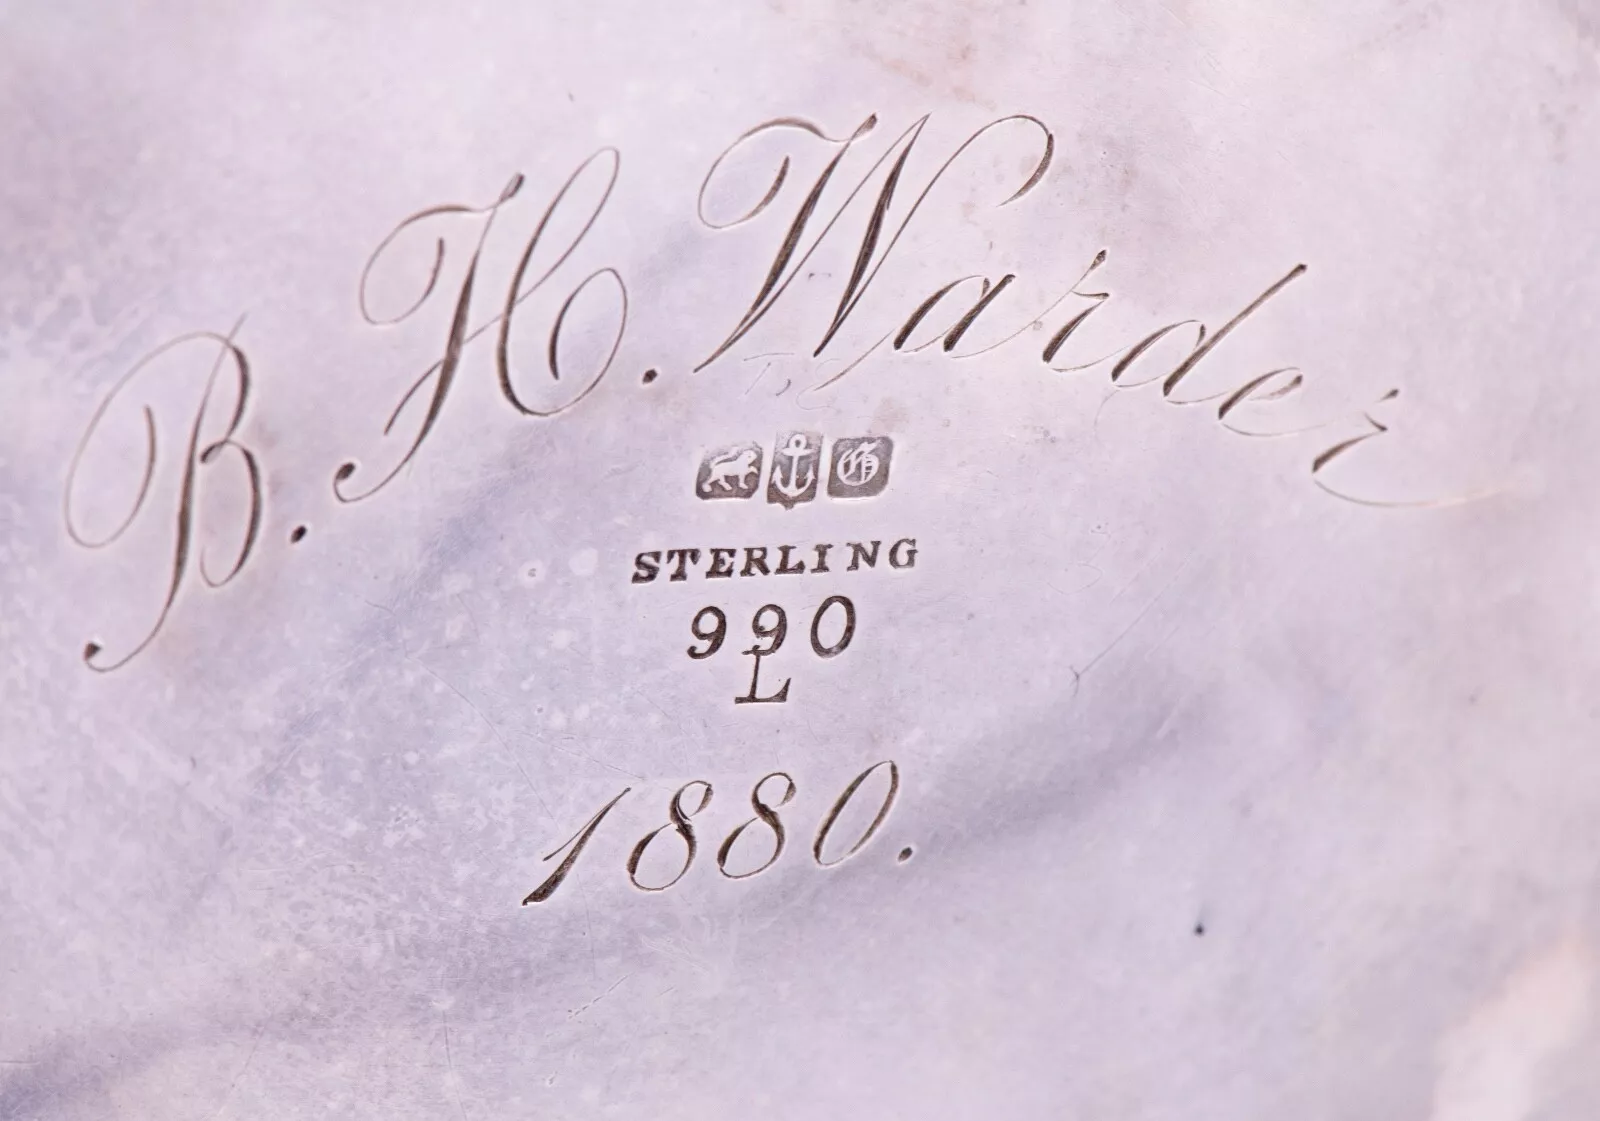 B. H. Warder
G
STERLING
990
L
1880.